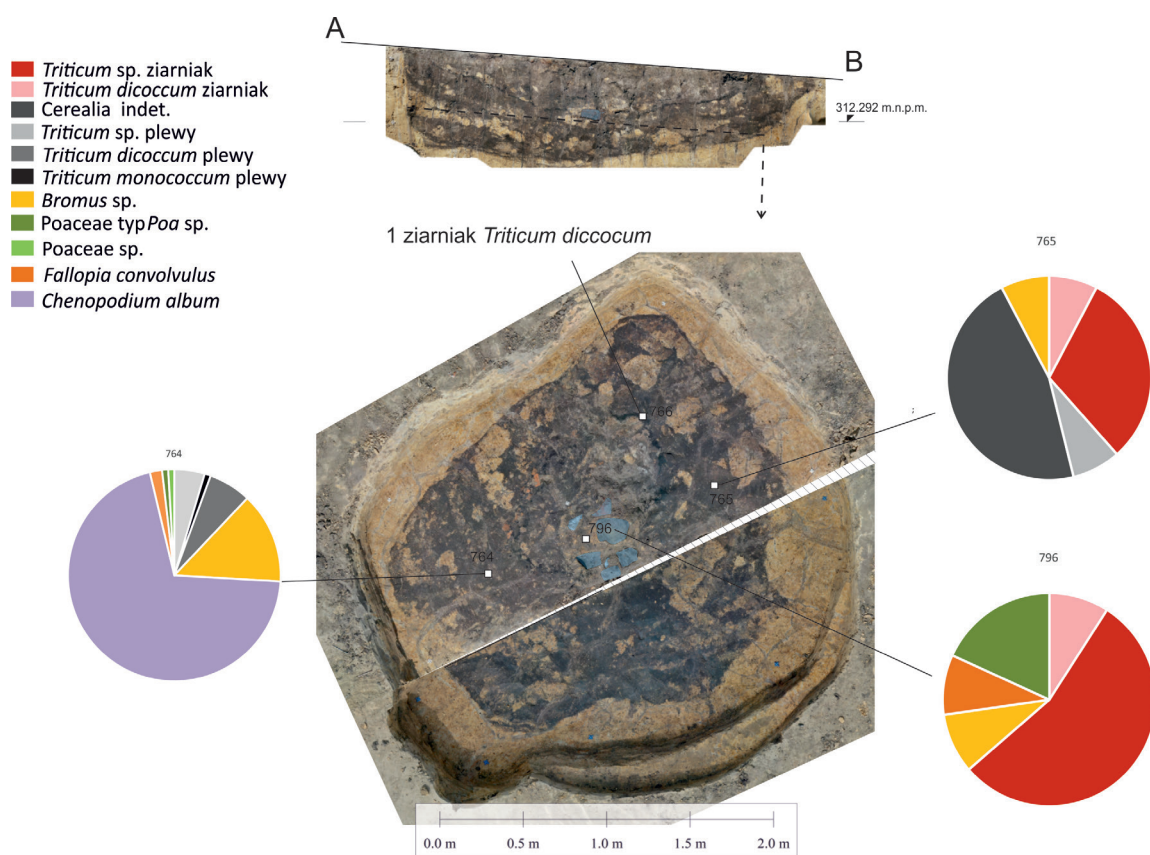 A
B
312.292 m.n.p.m.
Triticum sp. ziarniak
Triticum dicoccum ziarniak
Cerealia indet.
Triticum sp. plewy
Triticum dicoccum plewy
Triticum monococcum plewy
Bromus sp.
Poaceae typ Poa sp.
Poaceae sp.
Fallopia convolvulus
Chenopodium album
1 ziarniak Triticum diccocum
765
766
765
764
796
764
796
0.0 m 0.5 m 1.0 m 1.5 m 2.0 m